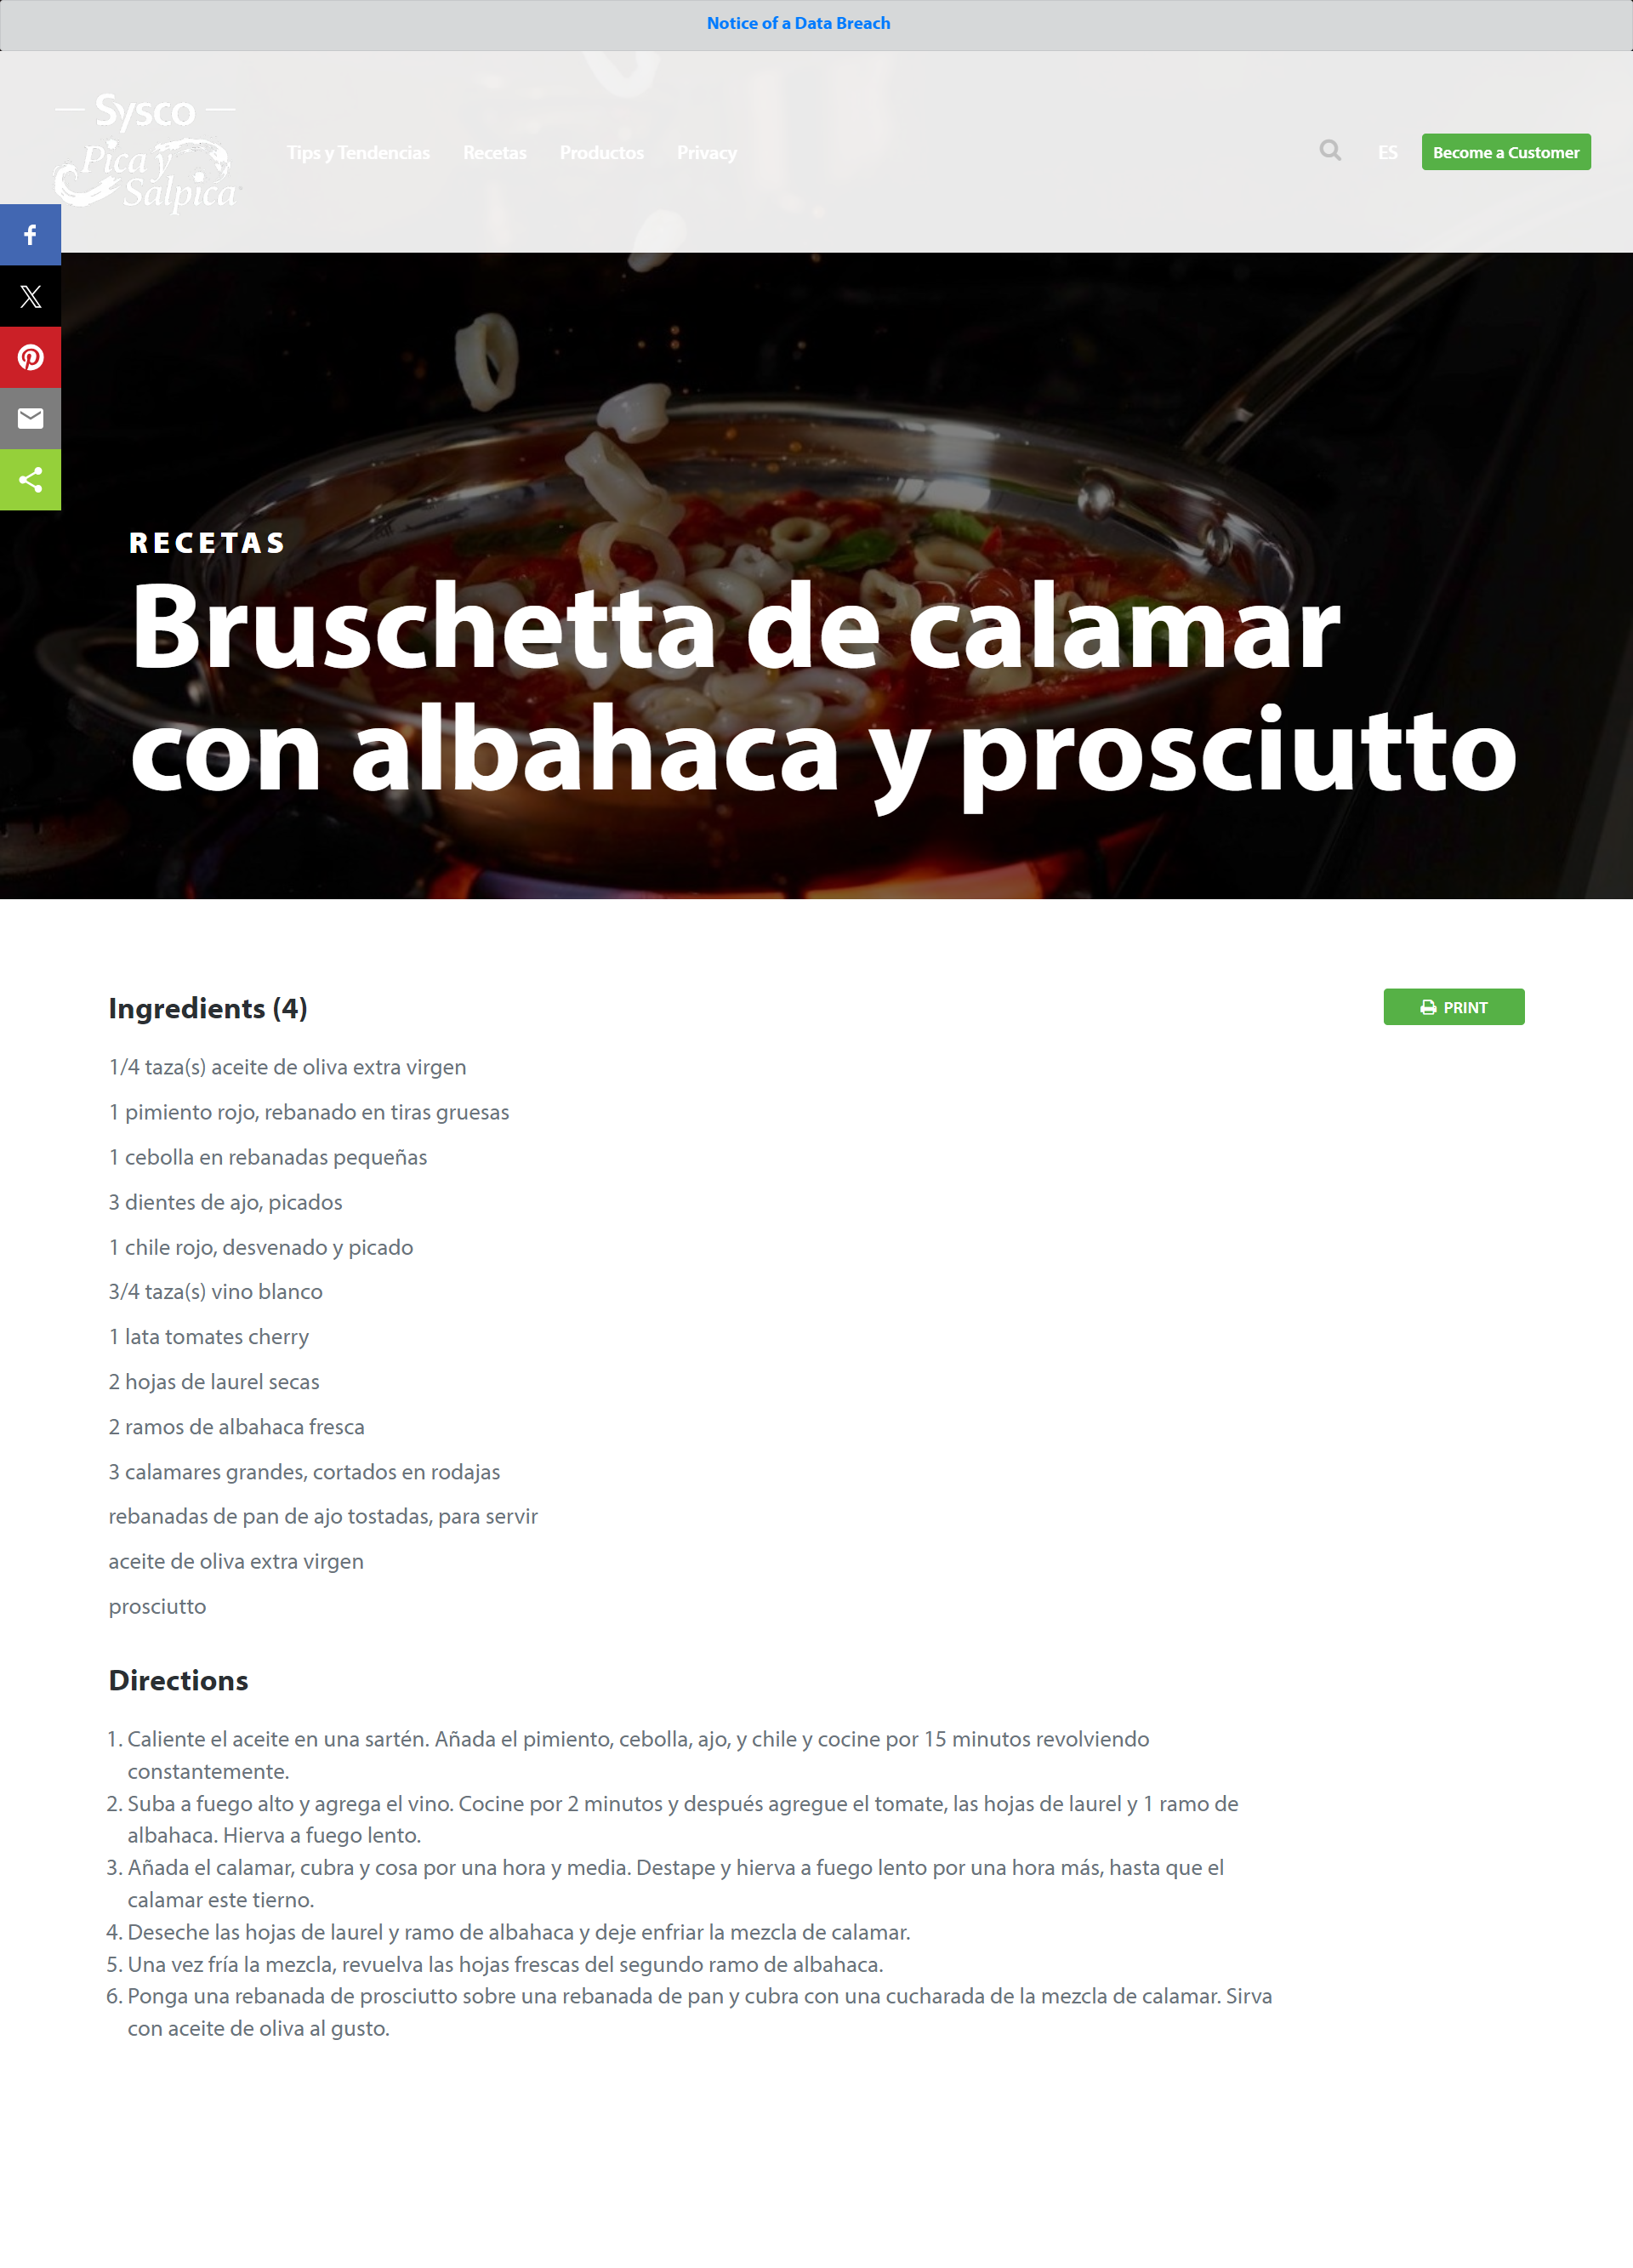 Notice of a Data Breach
Sysco
Pica y
Salpica
Tips y Tendencias
Recetas
Productos
Privacy
ES
Become a Customer
RECETAS
Bruschetta de calamar
con albahaca y prosciutto
Ingredients (4)
PRINT
1/4 taza(s) aceite de oliva extra virgen
1 pimiento rojo, rebanado en tiras gruesas
1 cebolla en rebanadas pequeñas
3 dientes de ajo, picados
1 chile rojo, desvenado y picado
3/4 taza(s) vino blanco
1 lata tomates cherry
2 hojas de laurel secas
2 ramos de albahaca fresca
3 calamares grandes, cortados en rodajas
rebanadas de pan de ajo tostadas, para servir
aceite de oliva extra virgen
prosciutto
Directions
1. Caliente el aceite en una sartén. Añada el pimiento, cebolla, ajo, y chile y cocine por 15 minutos revolviendo
constantemente.
2. Suba a fuego alto y agrega el vino. Cocine por 2 minutos y después agregue el tomate, las hojas de laurel y 1 ramo de
albahaca. Hierva a fuego lento.
3. Añada el calamar, cubra y cosa por una hora y media. Destape y hierva a fuego lento por una hora más, hasta que el
calamar este tierno.
4. Deseche las hojas de laurel y ramo de albahaca y deje enfriar la mezcla de calamar.
5. Una vez fría la mezcla, revuelva las hojas frescas del segundo ramo de albahaca.
6. Ponga una rebanada de prosciutto sobre una rebanada de pan y cubra con una cucharada de la mezcla de calamar. Sirva
con aceite de oliva al gusto.